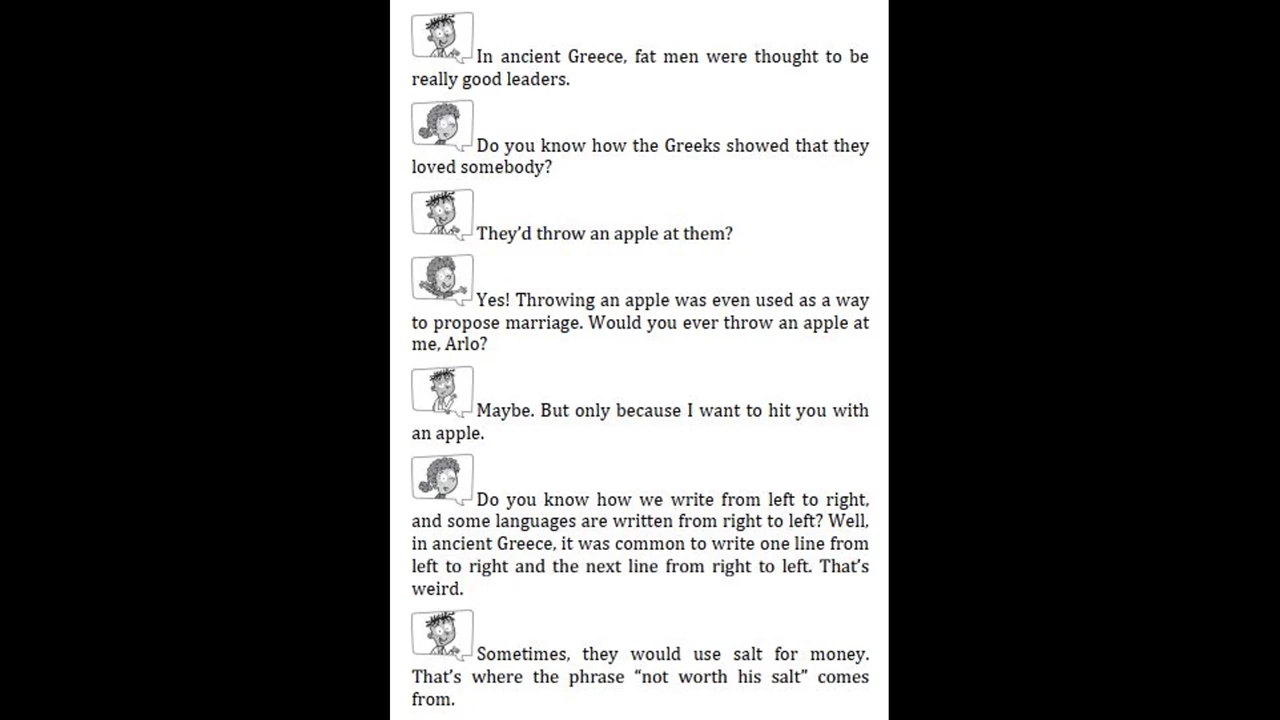 In ancient Greece, fat men were thought to be
really good leaders.
Do you know how the Greeks showed that they
loved somebody?
They’d throw an apple at them?
Yes! Throwing an apple was even used as a way
to propose marriage. Would you ever throw an apple at
me, Arlo?
Maybe. But only because I want to hit you with
an apple.
Do you know how we write from left to right,
and some languages are written from right to left? Well,
in ancient Greece, it was common to write one line from
left to right and the next line from right to left. That’s
weird.
Sometimes, they would use salt for money.
That’s where the phrase “not worth his salt” comes
from.